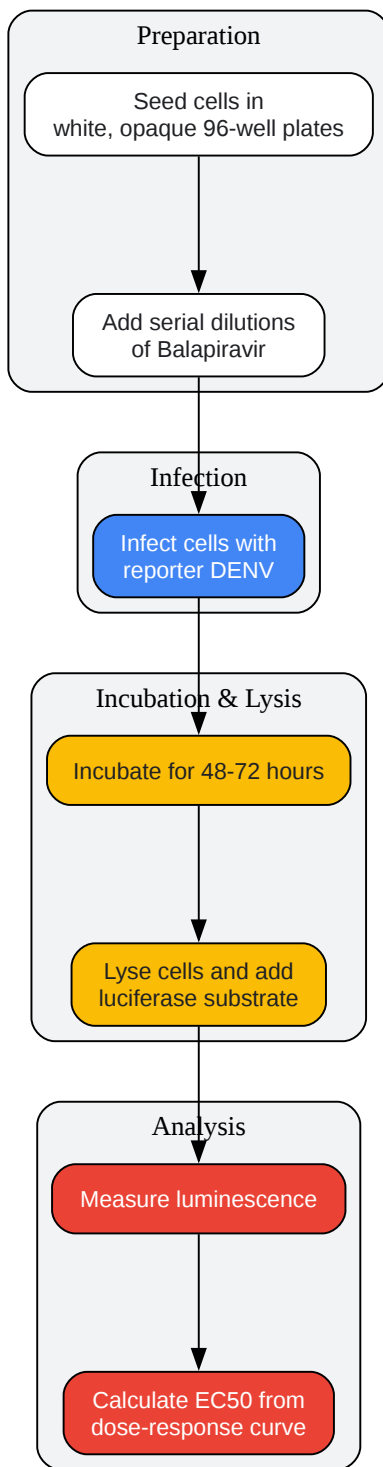 Preparation
Seed cells in
white, opaque 96-well plates
Add serial dilutions
of Balapiravir
Infection
Infect cells with
reporter DENV
Incubation & Lysis
Incubate for 48-72 hours
Lyse cells and add
luciferase substrate
Analysis
Measure luminescence
Calculate EC50 from
dose-response curve